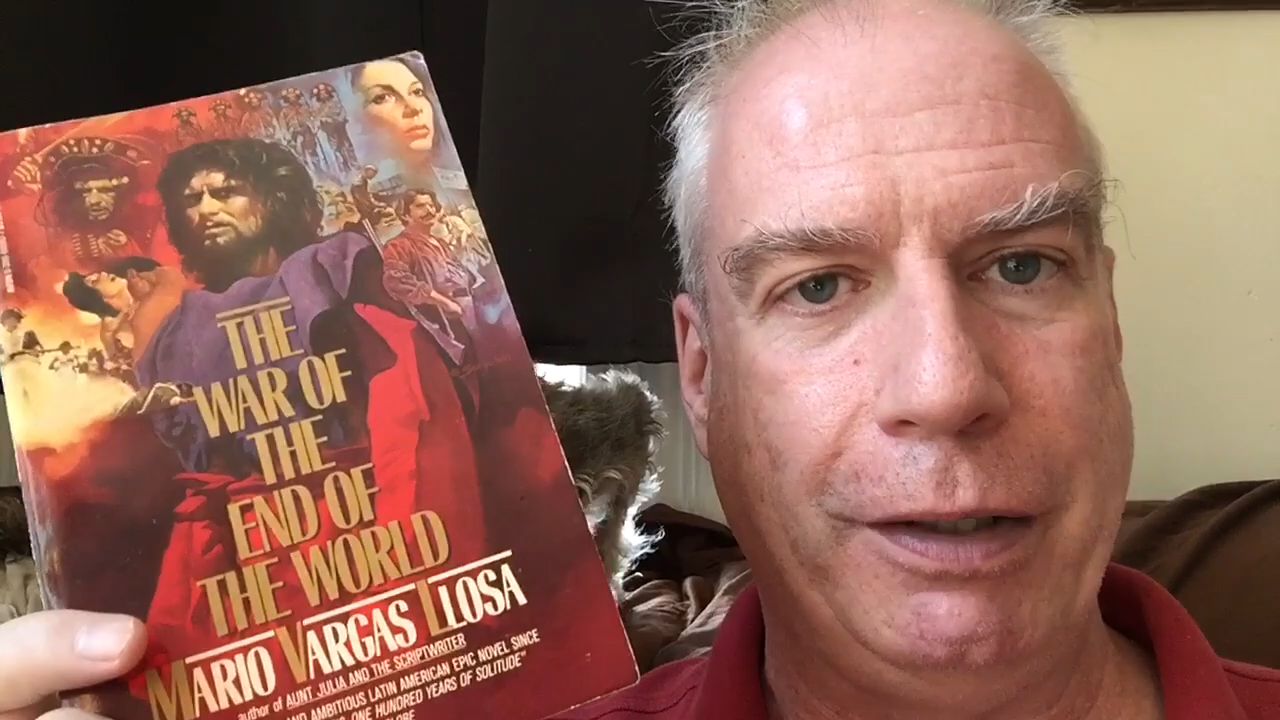 THE
WAR OF
THE
END OF
THE WORLD
MARIO VARGAS LLOSA
author of AUNT JULIA AND THE SCRIPTWRITER
AND AMBITIOUS LATIN AMERICAN EPIC NOVEL SINCE
ONE HUNDRED YEARS OF SOLITUDE"